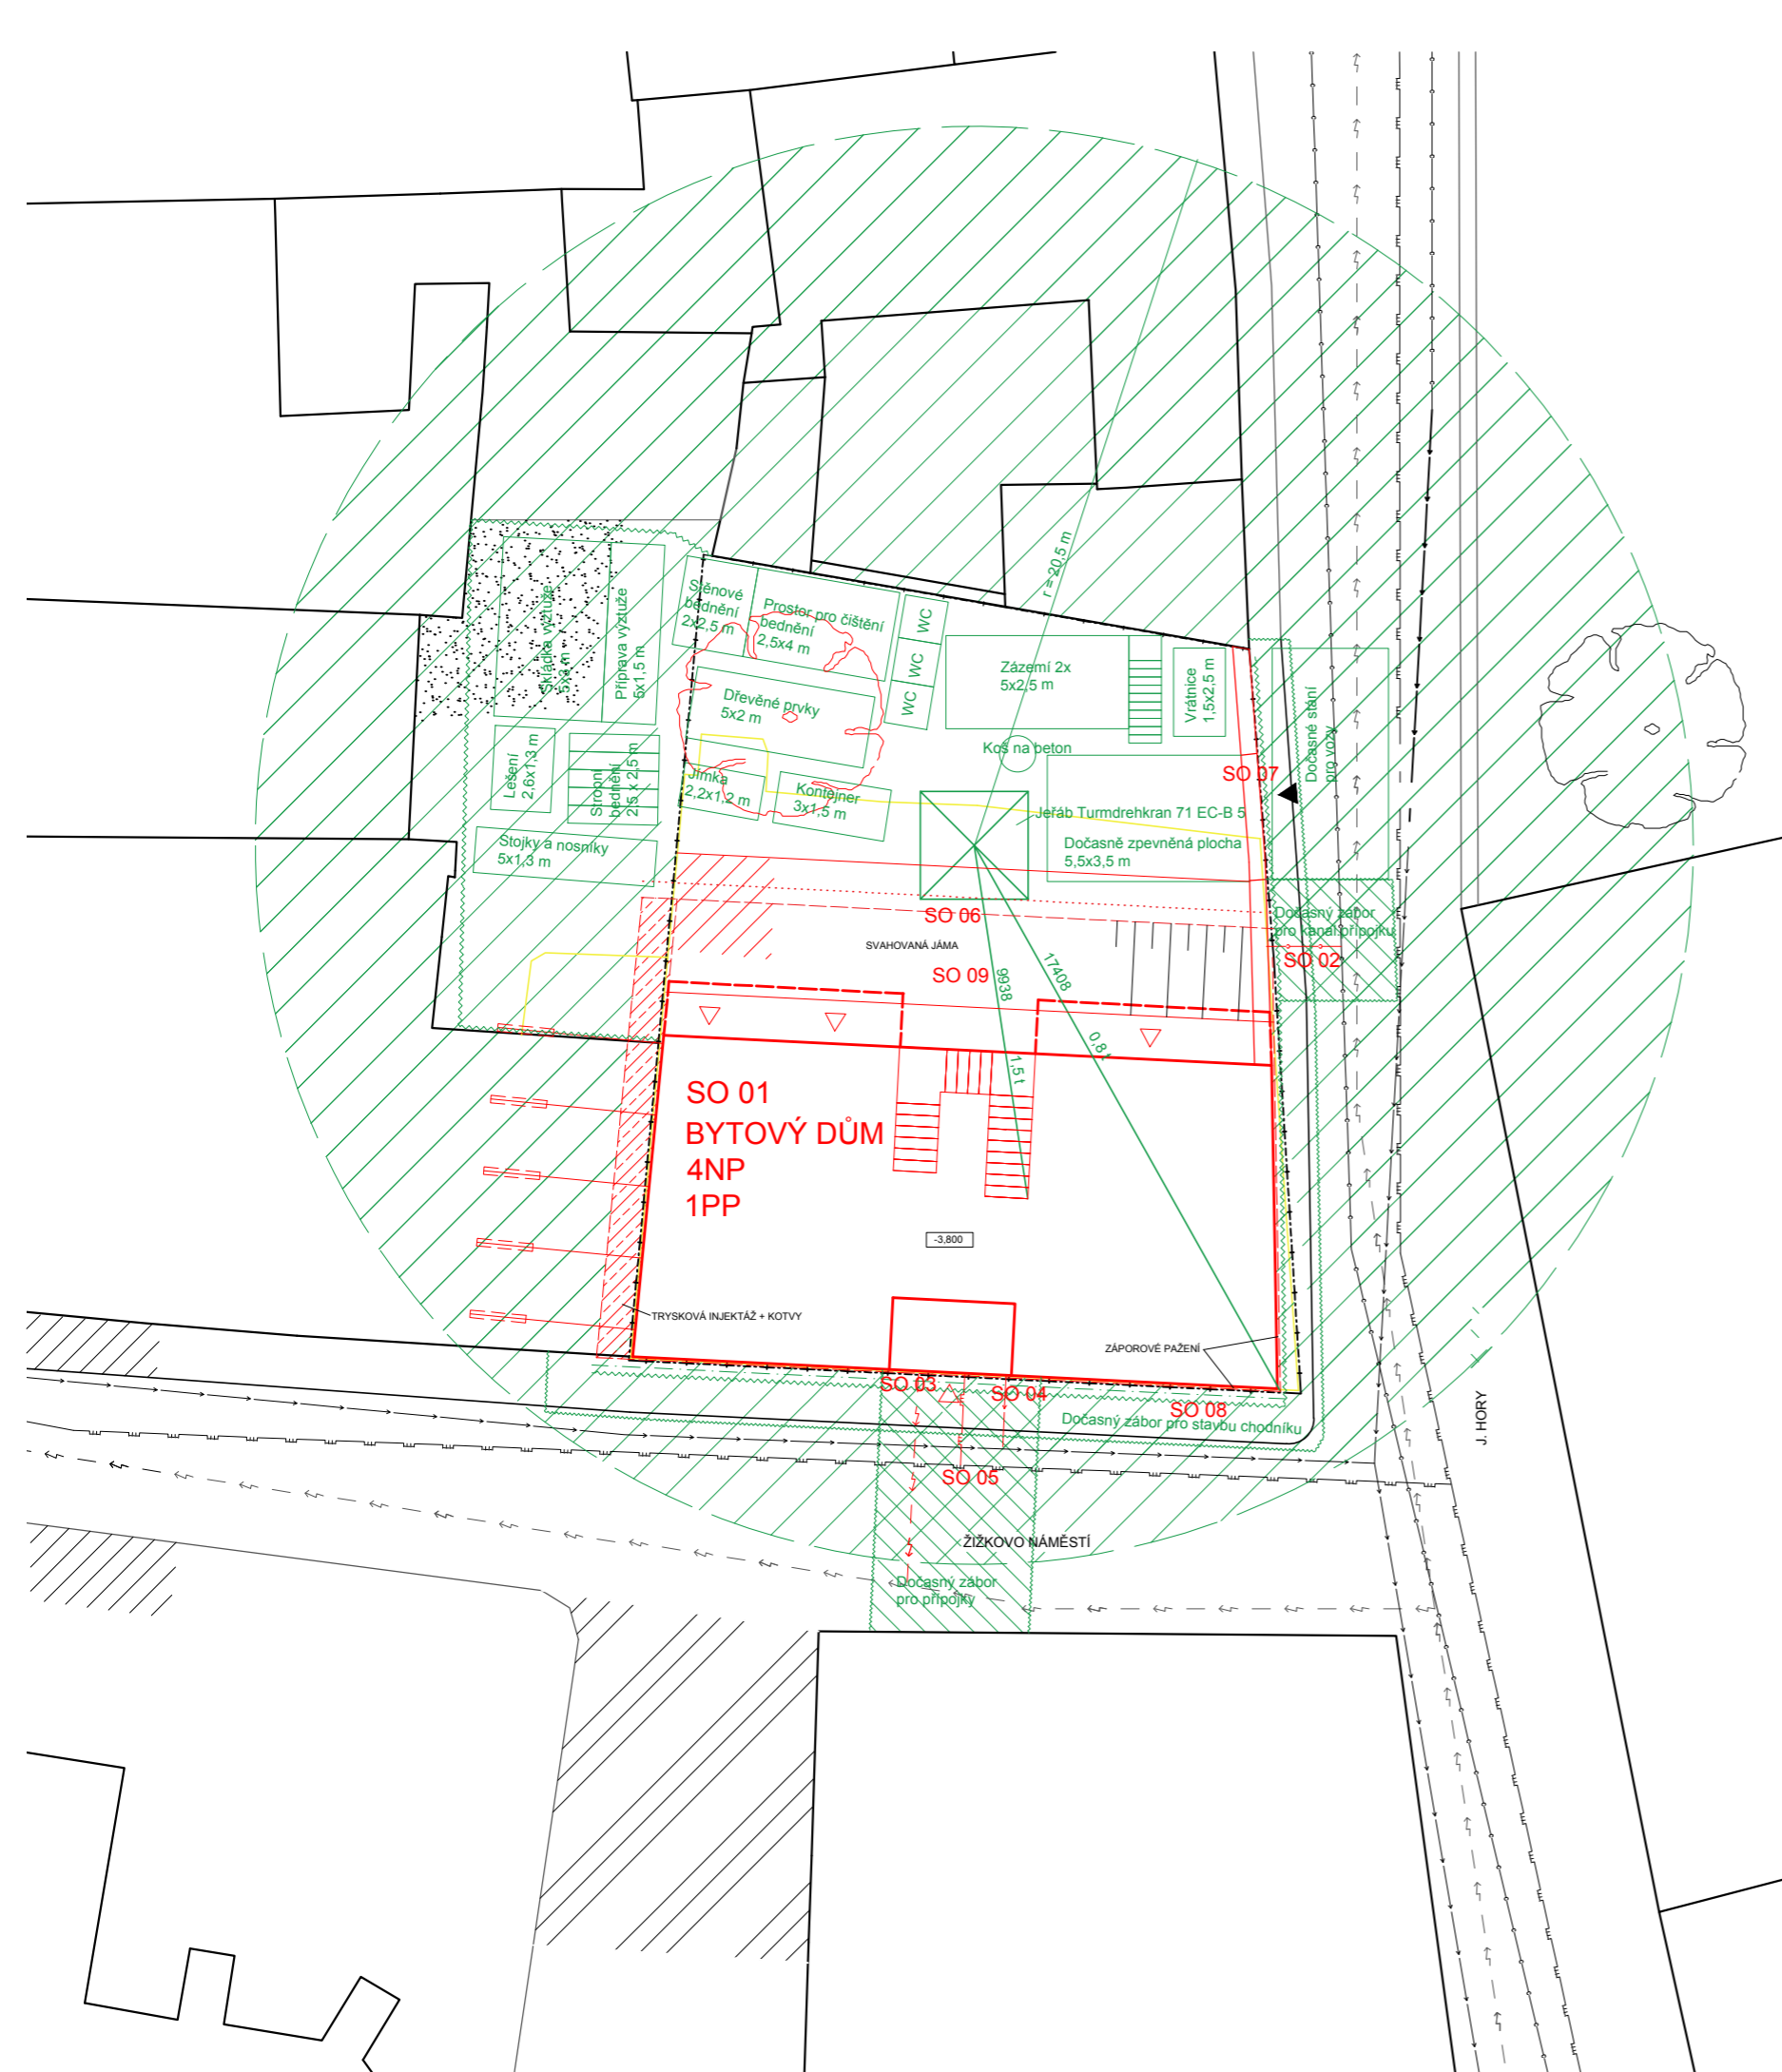 r = 20,5 m
Skládka výztuže
5x3 m
Příprava výztuže
5x1,5 m
Stěnové
bednění
2x2,5 m
Prostor pro čištění
bednění
2,5x4 m
WC
WC
WC
Zázemí 2x
5x2,5 m
Vrátnice
1,5x2,5 m
Dočasné stání
pro vozy
Dřevěné prvky
5x2 m
Koš na beton
SO 07
Lešení
2,6x1,3 m
Stropní
bednění
Jímka
2,2x1,2 m
Kontejner
3x1,5 m
Jeřáb Turmdrehkran 71 EC-B 5
Stojky a nosníky
5x1,3 m
Dočasně zpevněná plocha
5,5x3,5 m
SO 06
Dočasný zábor
pro kanal.přípojku
SVAHOVANÁ JÁMA
SO 02
SO 09
9938
17408
0,8 t
1,5 t
SO 01
BYTOVÝ DŮM
4NP
1PP
-3,800
TRYSKOVÁ INJEKTÁŽ + KOTVY
ZÁPOROVÉ PAŽENÍ
SO 03
SO 04
SO 08
Dočasný zábor pro stavbu chodníku
J. HORY
SO 05
ŽIŽKOVO NÁMĚSTÍ
Dočasný zábor
pro přípojky